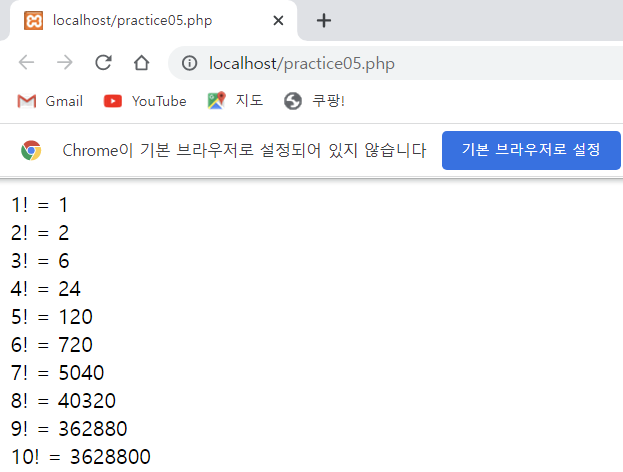 localhost/practice05.php
localhost/practice05.php
Gmail YouTube 지도 쿠팡!
Chrome이 기본 브라우저로 설정되어 있지 않습니다 기본 브라우저로 설정
1! = 1
2! = 2
3! = 6
4! = 24
5! = 120
6! = 720
7! = 5040
8! = 40320
9! = 362880
10! = 3628800